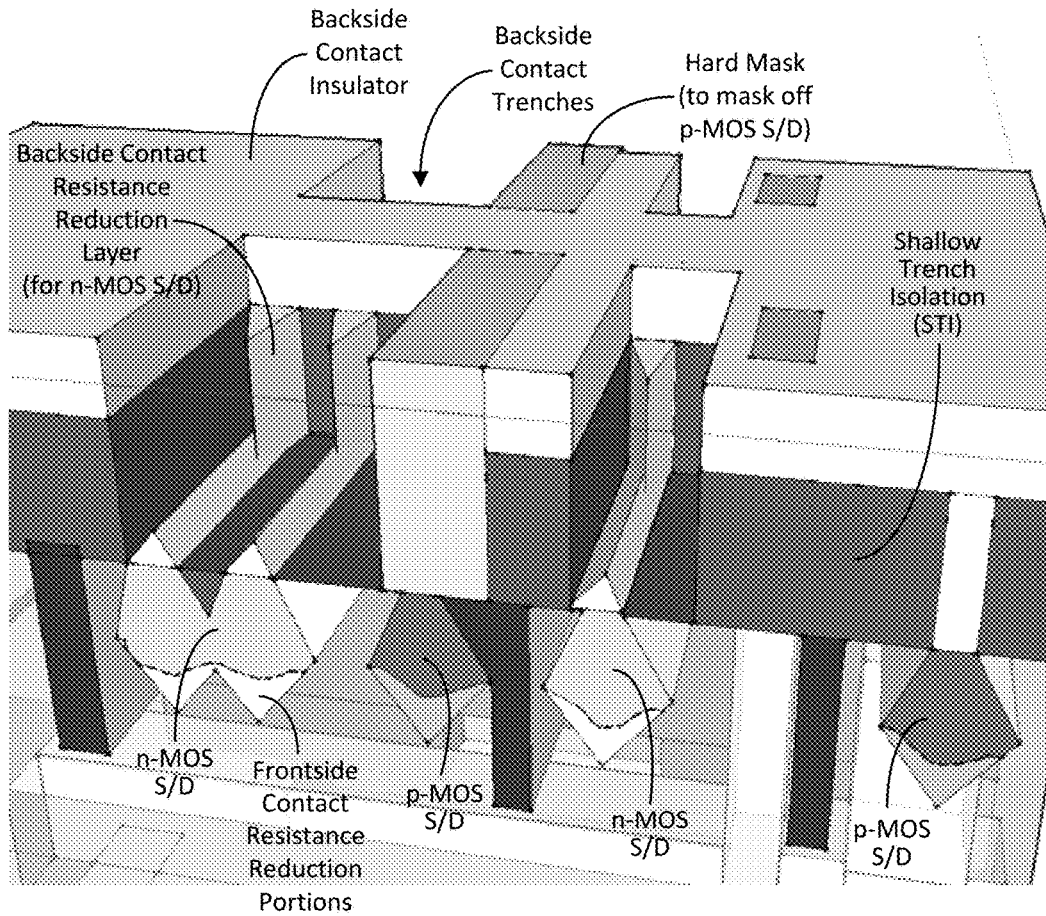 Backside
Contact
Insulator
Backside
Contact
Trenches
Hard Mask
(to mask off
p-MOS S/D)
Backside Contact
Resistance
Reduction
Layer
(for n-MOS S/D)
Shallow
Trench
Isolation
(STI)
n-MOS
S/D
Frontside
Contact
Resistance
Reduction
Portions
p-MOS
S/D
n-MOS
S/D
p-MOS
S/D